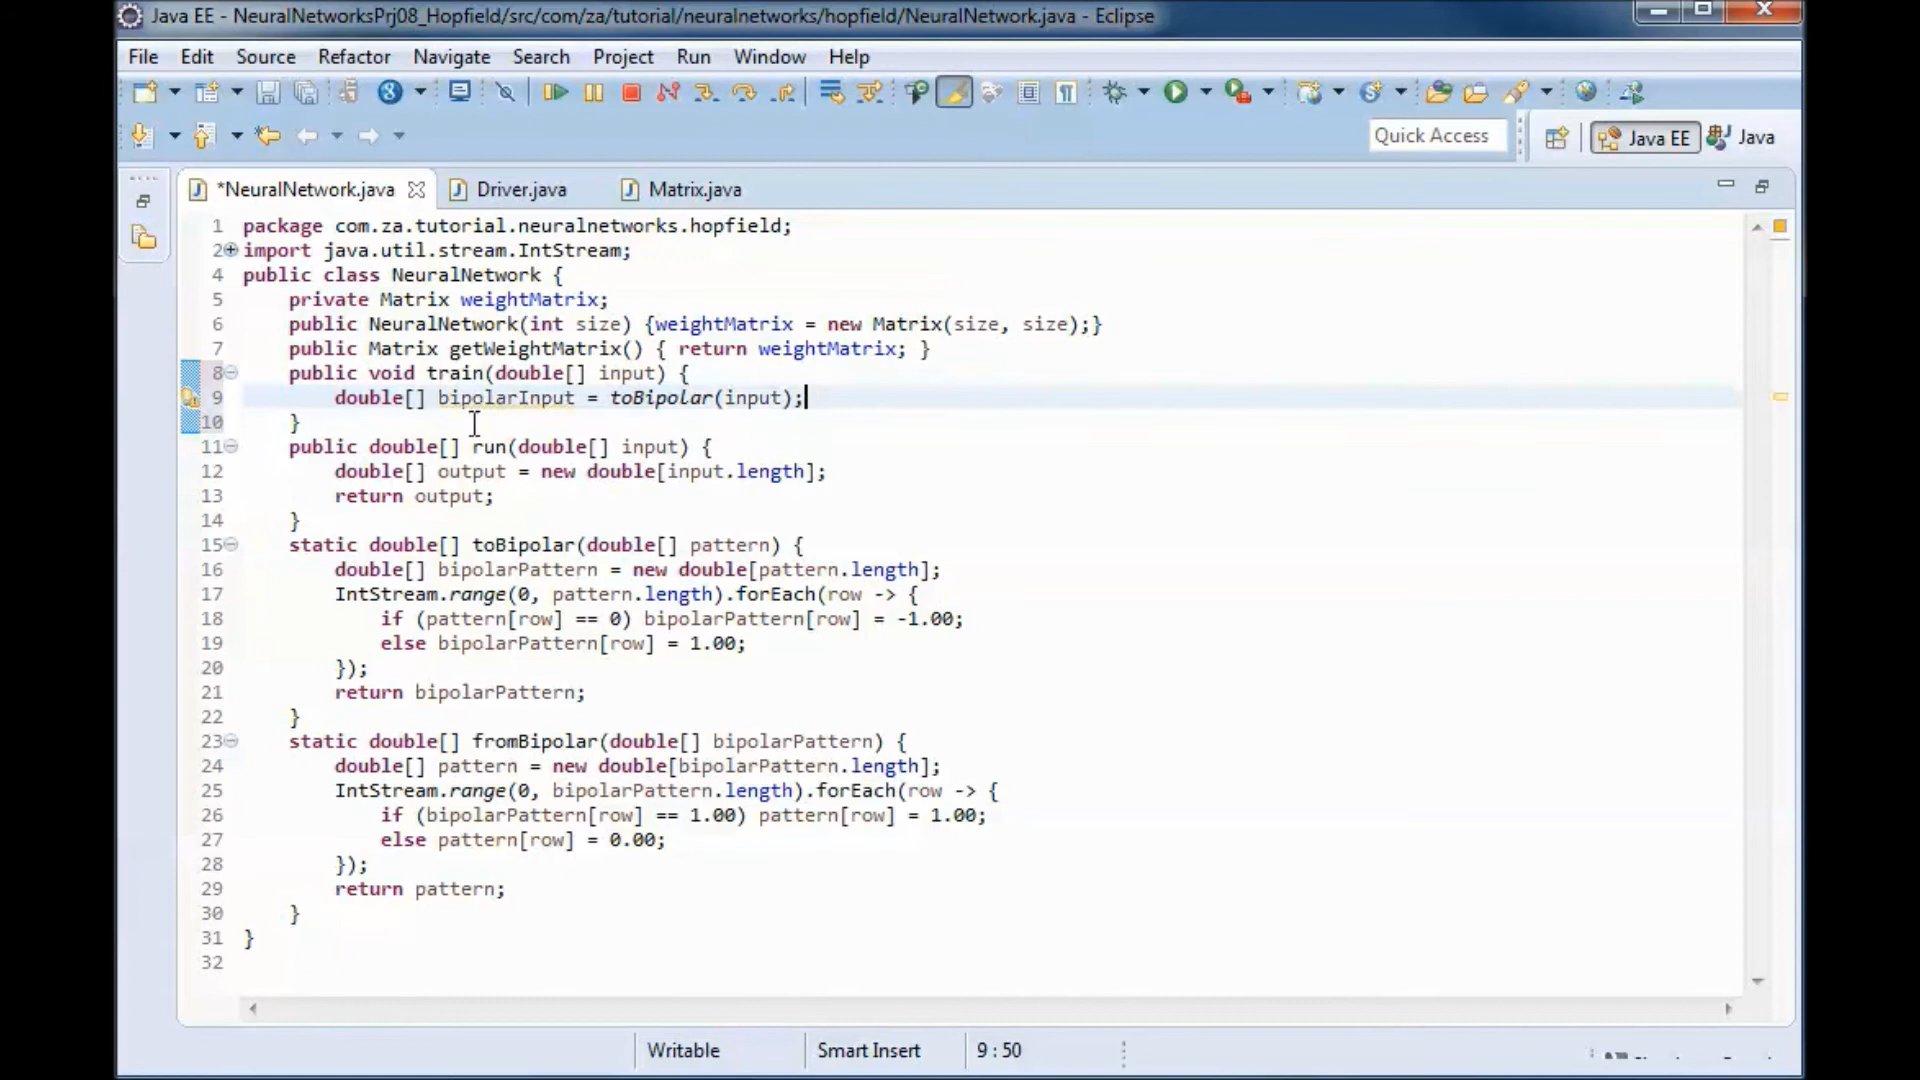 Java EE - NeuralNetworksPrj08_Hopfield/src/com/za/tutorial/neuralnetworks/hopfield/NeuralNetwork.java - Eclipse
File Edit Source Refactor Navigate Search Project Run Window Help
Quick Access Java EE Java
*NeuralNetwork.java Driver.java Matrix.java
1 package com.za.tutorial.neuralnetworks.hopfield;
2 import java.util.stream.IntStream;
4 public class NeuralNetwork {
5 private Matrix weightMatrix;
6 public NeuralNetwork(int size) {weightMatrix = new Matrix(size, size);}
7 public Matrix getWeightMatrix() { return weightMatrix; }
8 public void train(double[] input) {
9 double[] bipolarInput = toBipolar(input);
10 }
11 public double[] run(double[] input) {
12 double[] output = new double[input.length];
13 return output;
14 }
15 static double[] toBipolar(double[] pattern) {
16 double[] bipolarPattern = new double[pattern.length];
17 IntStream.range(0, pattern.length).forEach(row -> {
18 if (pattern[row] == 0) bipolarPattern[row] = -1.00;
19 else bipolarPattern[row] = 1.00;
20 });
21 return bipolarPattern;
22 }
23 static double[] fromBipolar(double[] bipolarPattern) {
24 double[] pattern = new double[bipolarPattern.length];
25 IntStream.range(0, bipolarPattern.length).forEach(row -> {
26 if (bipolarPattern[row] == 1.00) pattern[row] = 1.00;
27 else pattern[row] = 0.00;
28 });
29 return pattern;
30 }
31 }
32
Writable Smart Insert 9 : 50